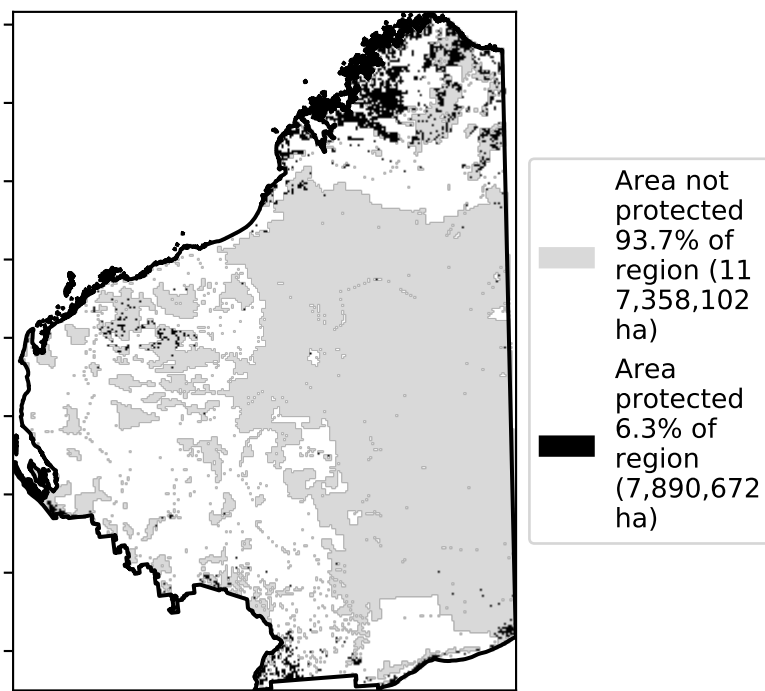 Area not
protected
93.7% of
region (11
7,358,102
ha)
Area
protected
6.3% of
region
(7,890,672
ha)